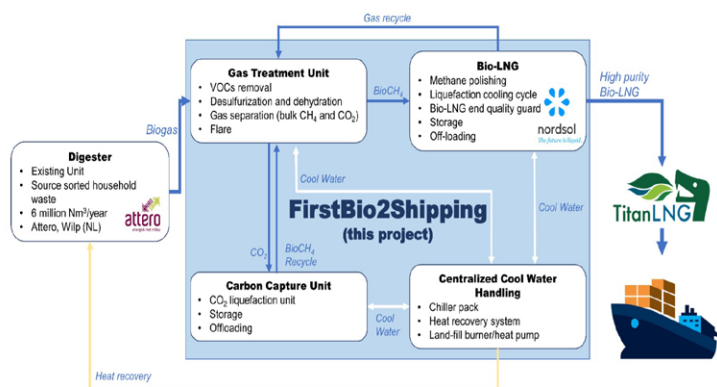 Gas recycle
Gas Treatment Unit
• VOCs removal
• Desulfurization and dehydration
• Gas separation (bulk CH₄ and CO₂)
• Flare
BioCH₄
Bio-LNG
• Methane polishing
• Liquefaction cooling cycle
• Bio-LNG end quality guard
• Storage
• Off-loading
nordsol
The future is liquid.
High purity
Bio-LNG
Biogas
Digester
• Existing Unit
• Source sorted household
waste
• 6 million Nm³/year
• Attero, Wilp (NL)
attero
Cool Water
Cool Water
FirstBio2Shipping
(this project)
TitanLNG
CO₂
BioCH₄
Recycle
Carbon Capture Unit
• CO₂ liquefaction unit
• Storage
• Offloading
Cool
Water
Centralized Cool Water
Handling
• Chiller pack
• Heat recovery system
• Land-fill burner/heat pump
Heat recovery